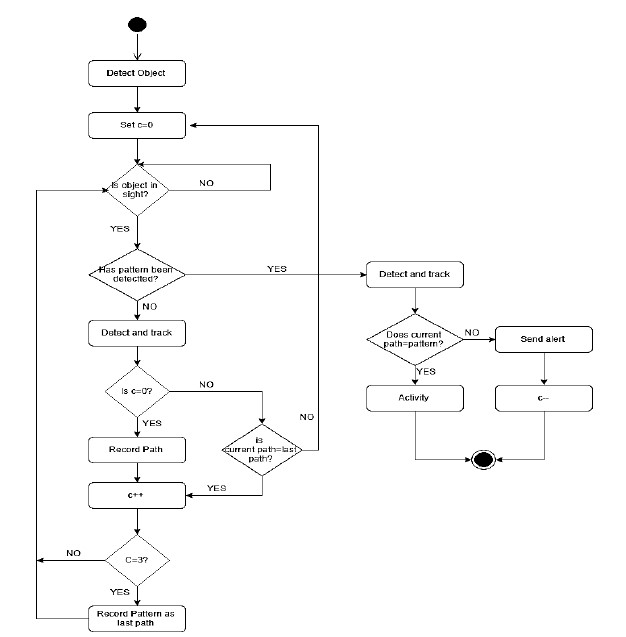 Detect Object
Set c=0
Is object in
sight?
NO
YES
Has pattern been
detectted?
YES
NO
Detect and track
Detect and track
Does current
path=pattern?
NO
Send alert
YES
Activity
c--
Is c=0?
NO
YES
NO
Record Path
is
current path=last
path?
YES
c++
C=3?
NO
YES
Record Pattern as
last path